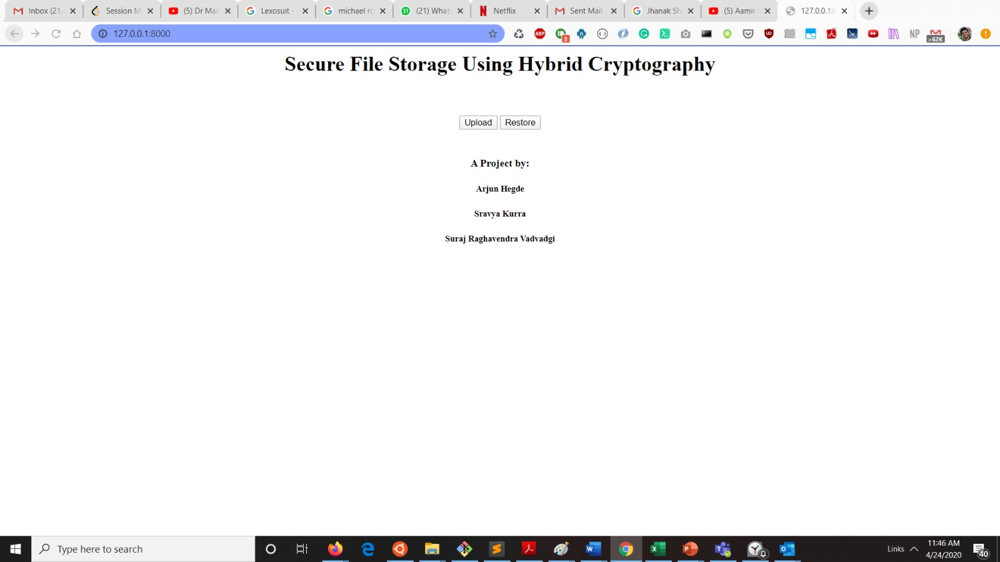 Inbox (21,
Session M
(5) Dr Mar
Lexosuit -
michael ro
(21) What
Netflix
Sent Mail
Jhanak Sh
(5) Aamir
127.0.0.1:8
127.0.0.1:8000
ABP
3
NP
>62K
Secure File Storage Using Hybrid Cryptography
Upload Restore
A Project by:
Arjun Hegde
Sravya Kurra
Suraj Raghavendra Vadvadgi
Type here to search
Links
11:46 AM
4/24/2020
40